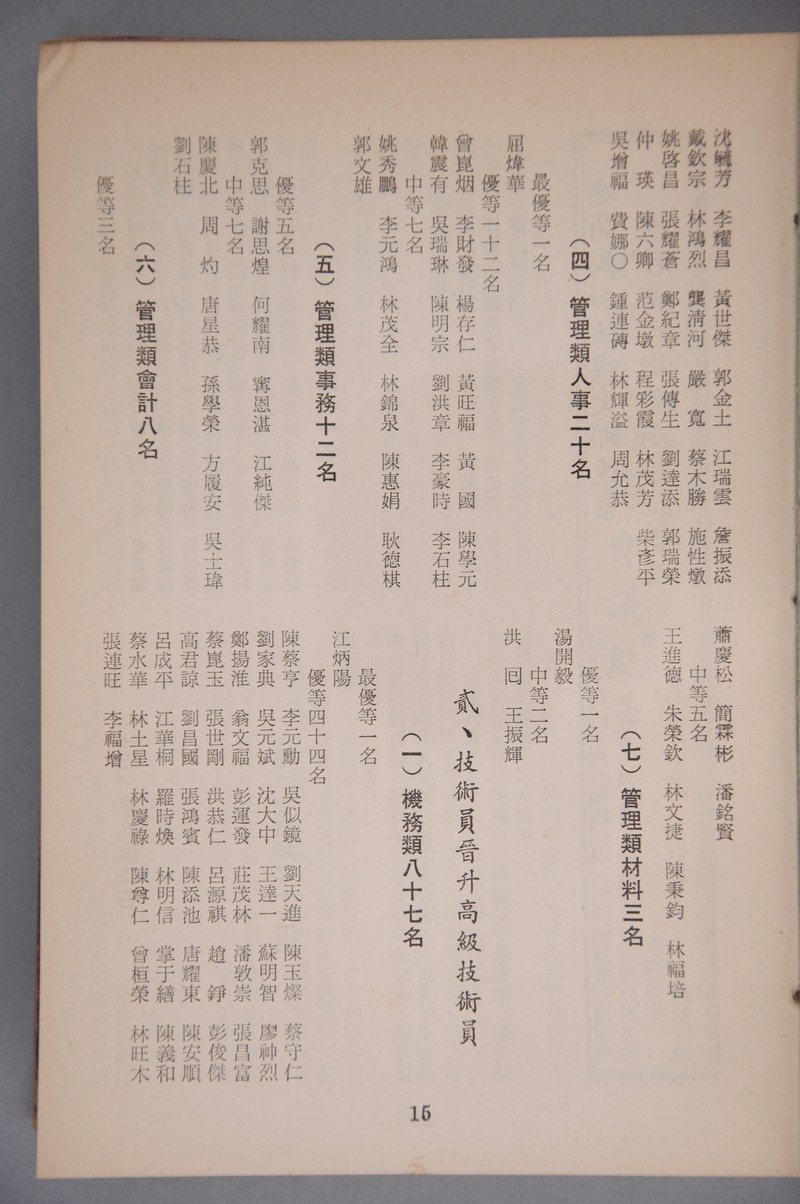 沈毓芳 李耀昌 黃世傑 郭金土 江瑞雲 詹振添
戴欽宗 林鴻烈 龔清河 嚴 寬 蔡木勝 施性燉
姚啓昌 張耀蒼 鄭紀章 張傳生 劉達添 郭瑞榮
仲 瑛 陳六卿 范金墩 程彩霞 林茂芳 柴彥平
吳增福 費娜〇 鍾連磚 林輝溢 周允恭
(四) 管理類人事二十名
最優等一名
屈煒華
優等一十二名
曾崑烟 李財發 楊存仁 黃旺福 黃 國 陳學元
韓震有 吳瑞琳 陳明宗 劉洪章 李豪時 李石柱
中等七名
姚秀鵬 李元鴻 林茂全 林錦泉 陳惠娟 耿德棋
郭文雄
(五) 管理類事務十二名
優等五名
郭克思 謝思煌 何耀南 寗恩湛 江純傑
中等七名
陳慶北 周 灼 唐星恭 孫學榮 方履安 吳士瑋
劉石柱
(六) 管理類會計八名
優等三名
蕭慶松 簡霖彬 潘銘賢
中等五名
王進德 朱榮欽 林文捷 陳秉鈞 林福培
(七) 管理類材料三名
優等一名
湯開毅
中等二名
洪 囘 王振輝
貳、技術員晉升高級技術員
(一) 機務類八十七名
最優等一名
江炳陽
優等四十四名
陳蔡亨 李元勳 吳似鏡 劉天進 陳玉燦 蔡守仁
劉家典 吳元斌 沈大中 王達一 蘇明智 廖神烈
鄭揚淮 翁文福 彭運發 莊茂林 潘敦崇 張昌富
蔡崑玉 張世剛 洪恭仁 呂源祺 趙 錚 彭俊傑
高君諒 劉昌國 張鴻賓 陳添池 唐耀東 陳安順
呂成平 江華桐 羅時煥 林明信 掌于繕 陳義和
蔡水華 林土星 林慶祿 陳尊仁 曾桓榮 林旺木
張連旺 李福增
15